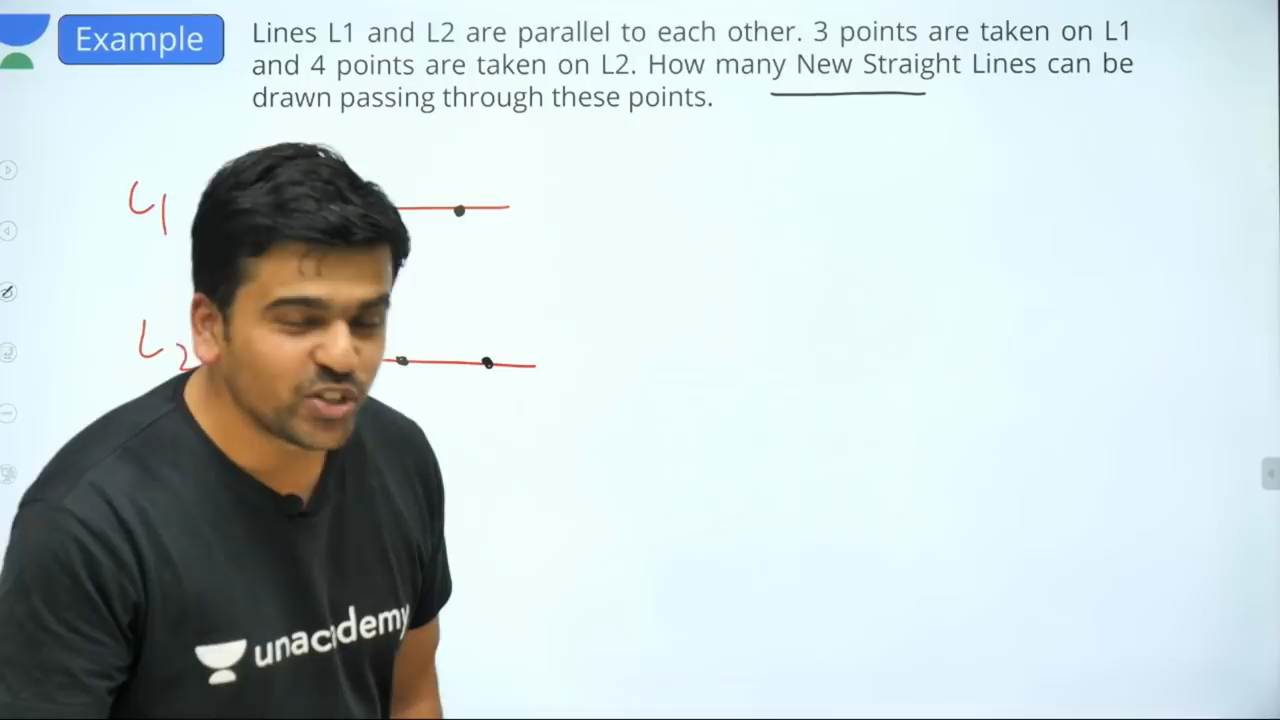 Example
Lines L1 and L2 are parallel to each other. 3 points are taken on L1
and 4 points are taken on L2. How many New Straight Lines can be
drawn passing through these points.
L1
L2
unacademy